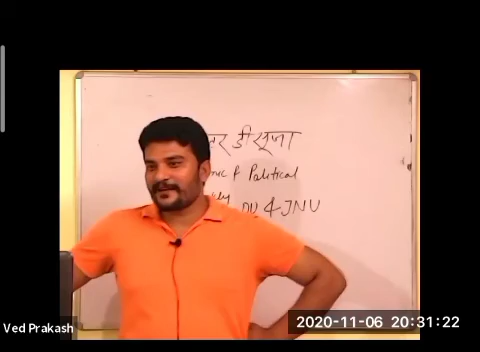 डी सूजा
& Political
DU & JNU
Ved Prakash
2020-11-06 20:31:22